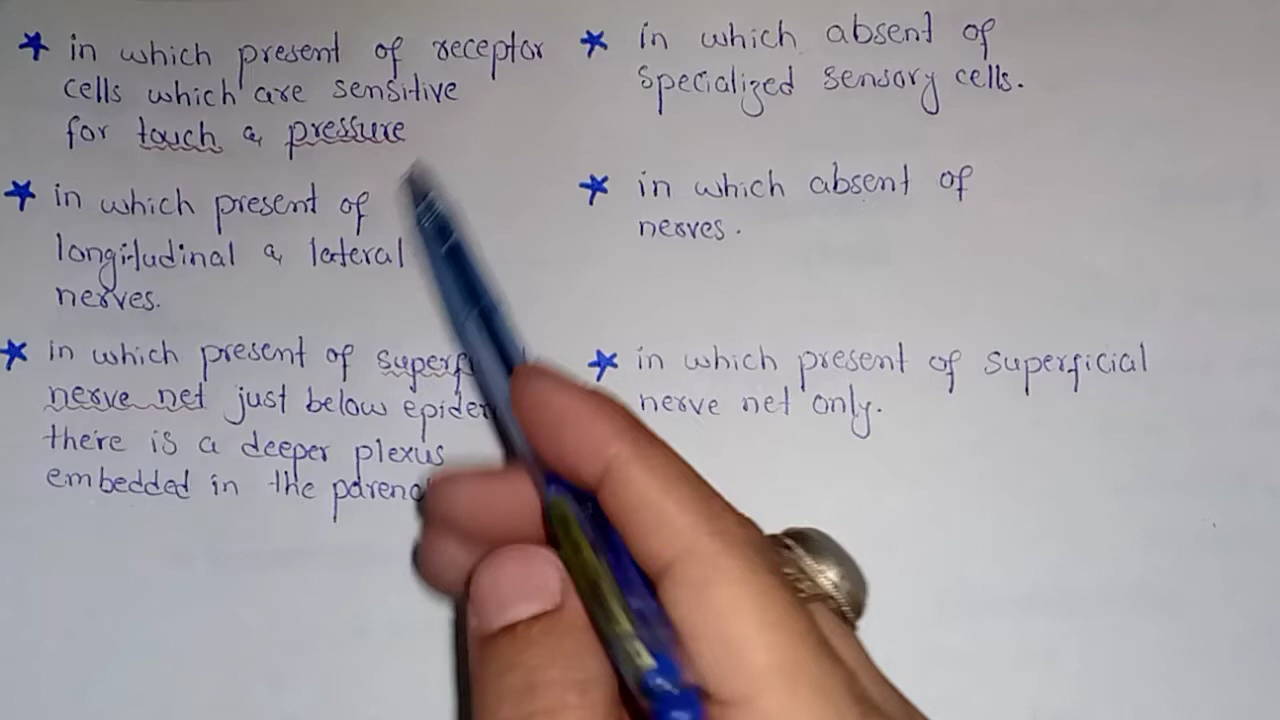 in which present of receptor
cells which are sensitive
for touch & pressure
in which present of
longitudinal & lateral
nerves.
in which present of
nerve net just below
there is a deeper plexus
embedded in the
in which absent of
specialized sensory cells.
in which absent of
nerves.
in which present of superficial
nerve net only.